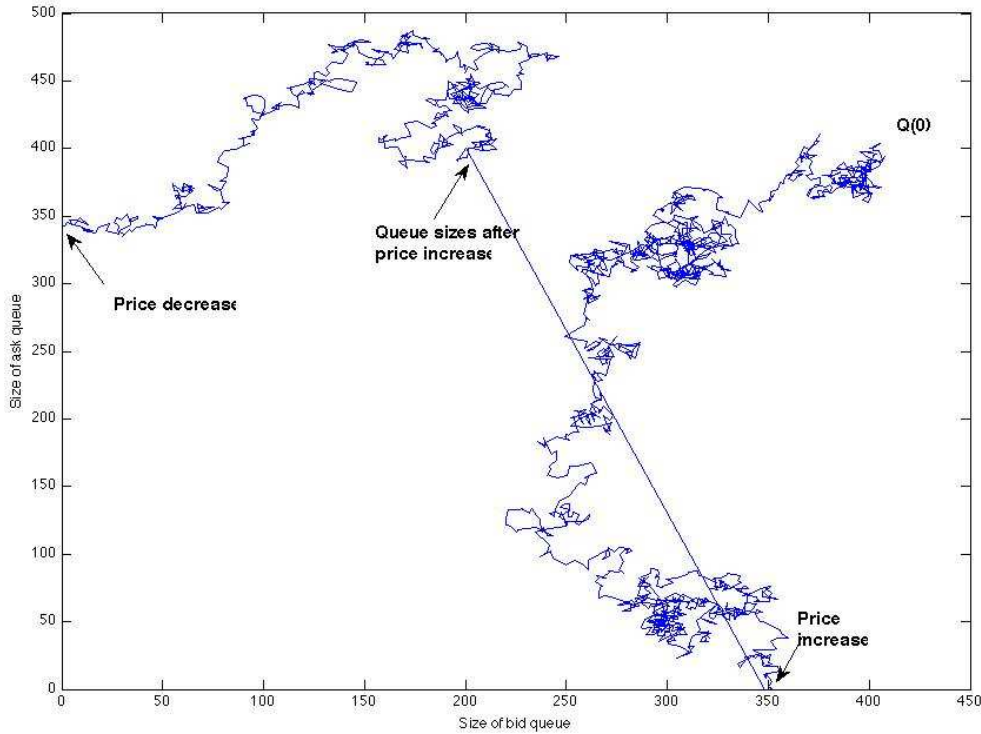 500
450
400
350
300
250
200
150
100
50
0
Size of ask queue
Q(0)
Queue sizes after
price increase
Price decrease
Price
increase
0 50 100 150 200 250 300 350 400 450
Size of bid queue